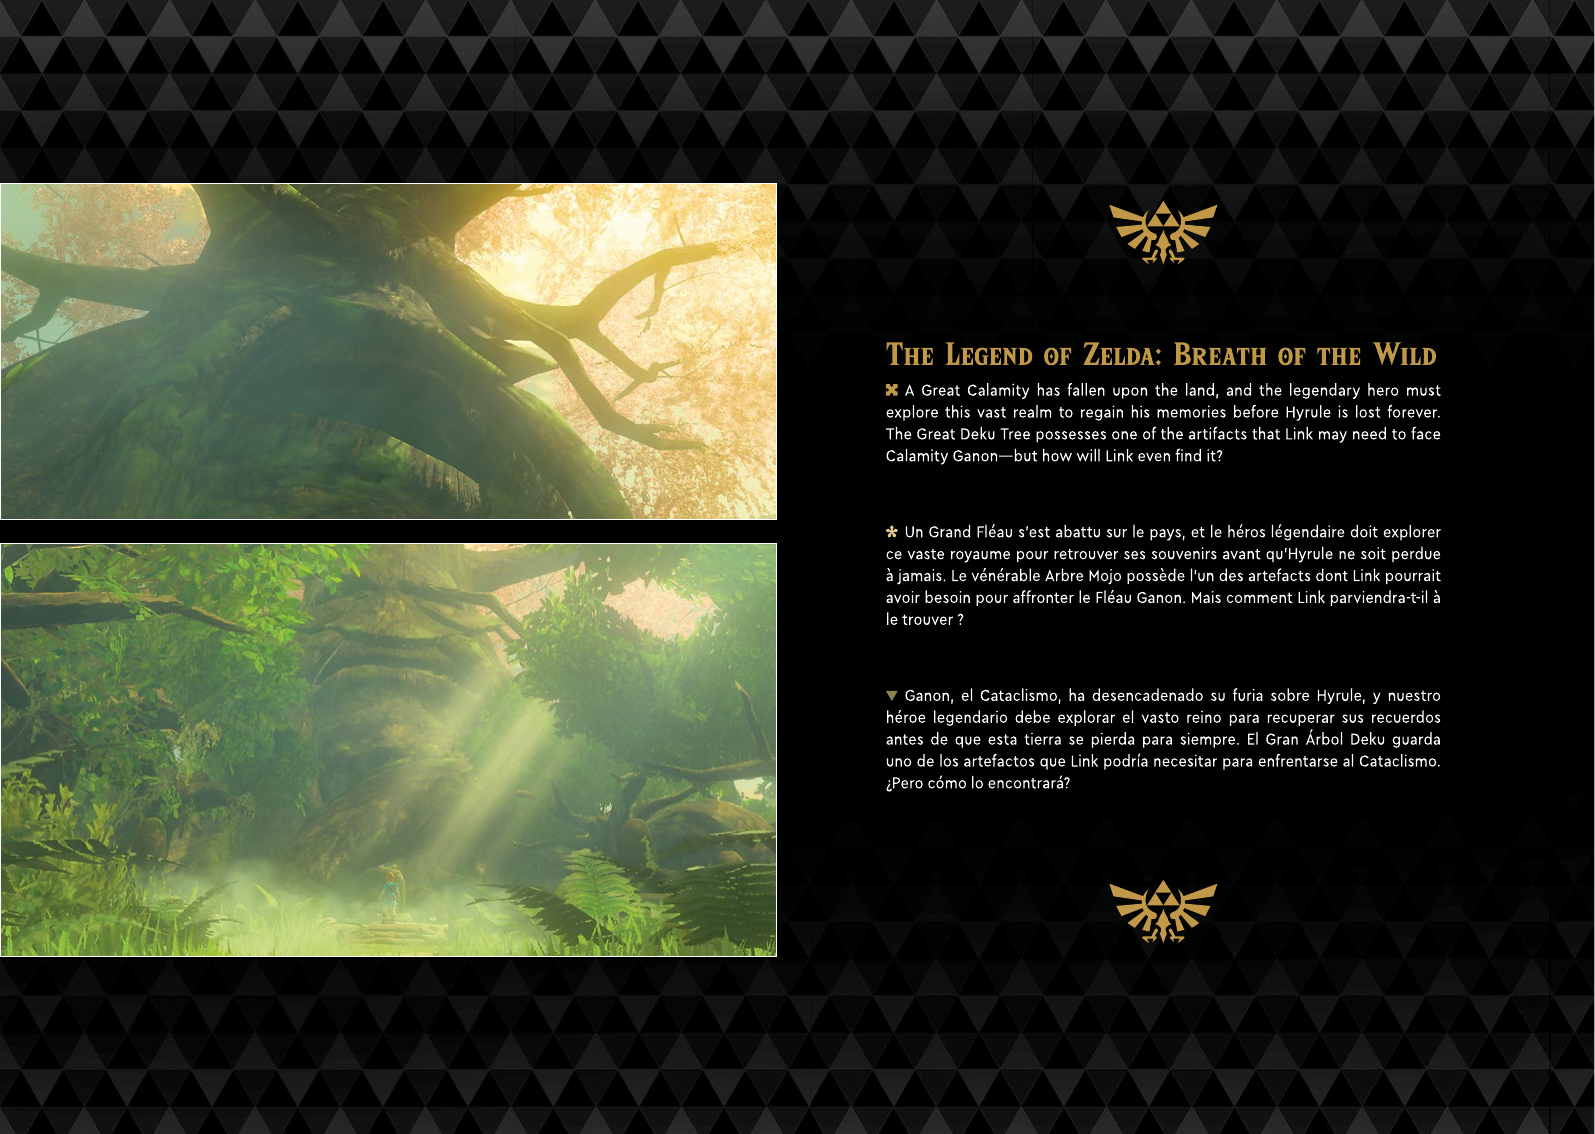 The Legend of Zelda: Breath of the Wild
A Great Calamity has fallen upon the land, and the legendary hero must
explore this vast realm to regain his memories before Hyrule is lost forever.
The Great Deku Tree possesses one of the artifacts that Link may need to face
Calamity Ganon—but how will Link even find it?
Un Grand Fléau s'est abattu sur le pays, et le héros légendaire doit explorer
ce vaste royaume pour retrouver ses souvenirs avant qu'Hyrule ne soit perdue
à jamais. Le vénérable Arbre Mojo possède l'un des artefacts dont Link pourrait
avoir besoin pour affronter le Fléau Ganon. Mais comment Link parviendra-t-il à
le trouver ?
Ganon, el Cataclismo, ha desencadenado su furia sobre Hyrule, y nuestro
héroe legendario debe explorar el vasto reino para recuperar sus recuerdos
antes de que esta tierra se pierda para siempre. El Gran Árbol Deku guarda
uno de los artefactos que Link podría necesitar para enfrentarse al Cataclismo.
¿Pero cómo lo encontrará?